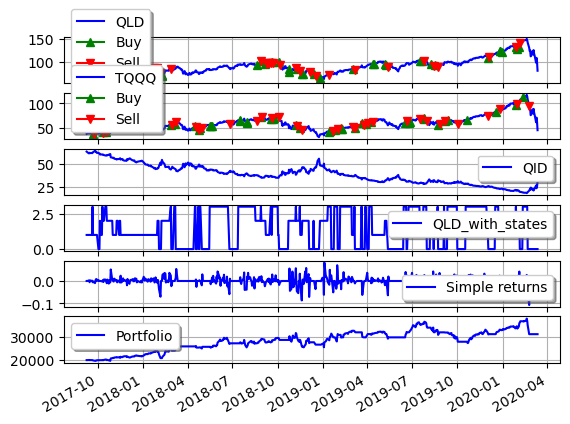 QLD
Buy
Sell
150
100
TQQQ
Buy
Sell
100
50
QID
50
25
QLD_with_states
2.5
0.0
Simple returns
0.0
−0.1
Portfolio
30000
20000
2017-10
2018-01
2018-04
2018-07
2018-10
2019-01
2019-04
2019-07
2019-10
2020-01
2020-04